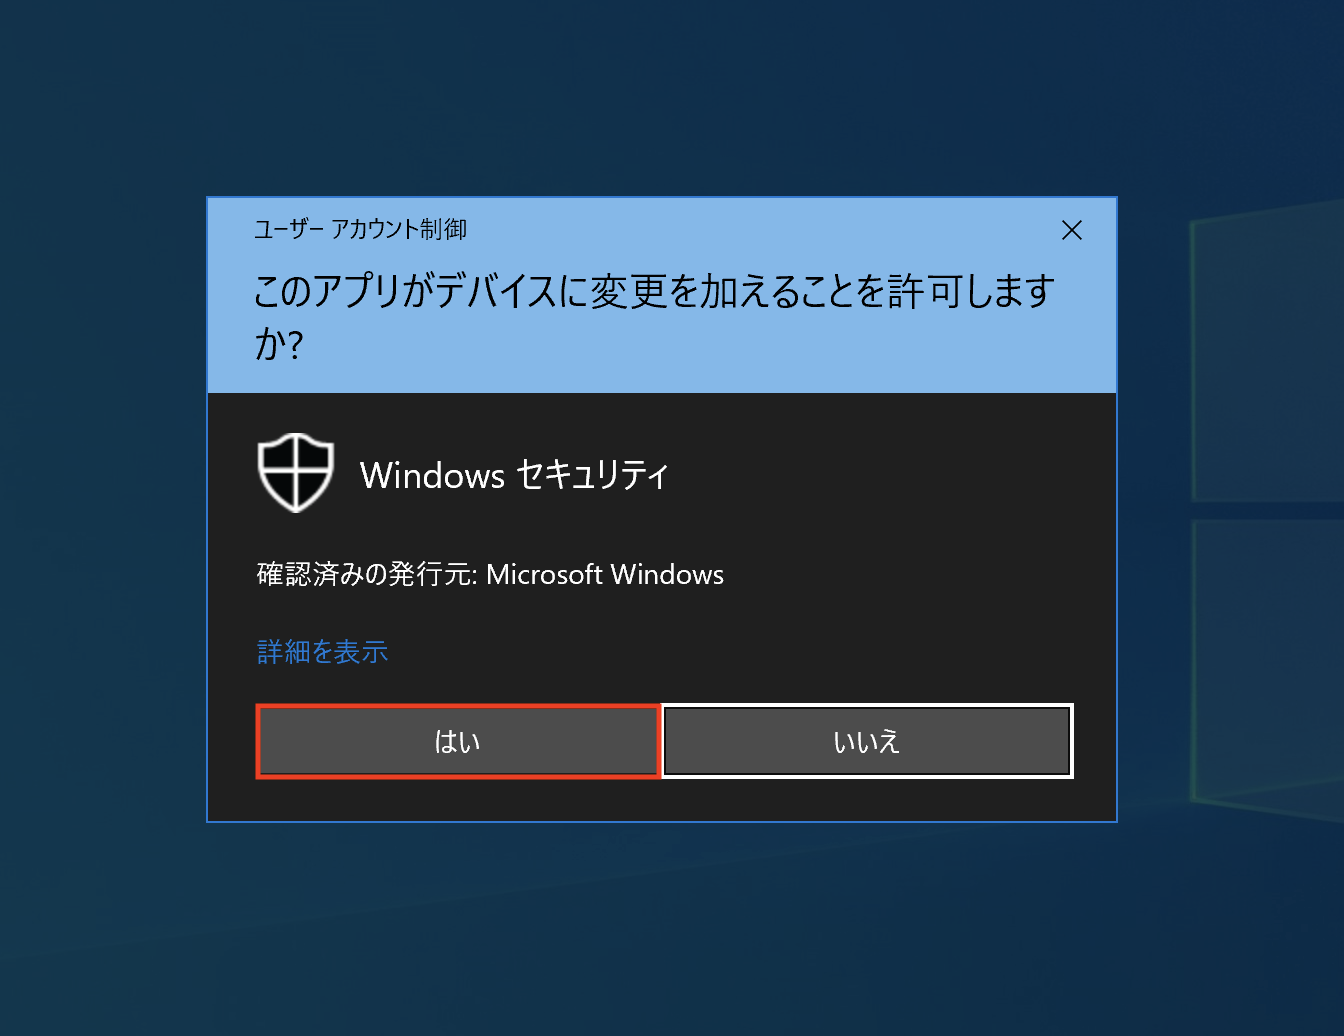 ユーザー アカウント制御
このアプリがデバイスに変更を加えることを許可します
か?
Windows セキュリティ
確認済みの発行元: Microsoft Windows
詳細を表示
はい
いいえ